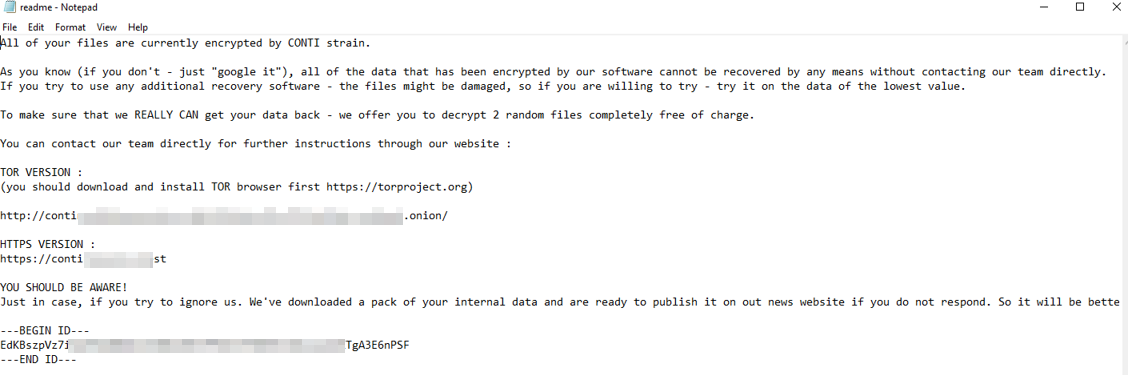 readme - Notepad
File Edit Format View Help
All of your files are currently encrypted by CONTI strain.
As you know (if you don't - just "google it"), all of the data that has been encrypted by our software cannot be recovered by any means without contacting our team directly.
If you try to use any additional recovery software - the files might be damaged, so if you are willing to try - try it on the data of the lowest value.
To make sure that we REALLY CAN get your data back - we offer you to decrypt 2 random files completely free of charge.
You can contact our team directly for further instructions through our website :
TOR VERSION :
(you should download and install TOR browser first https://torproject.org)
http://conti .onion/
HTTPS VERSION :
https://conti st
YOU SHOULD BE AWARE!
Just in case, if you try to ignore us. We've downloaded a pack of your internal data and are ready to publish it on out news website if you do not respond. So it will be bette
---BEGIN ID---
EdKBszpVz7i TgA3E6nPSF
---END ID---